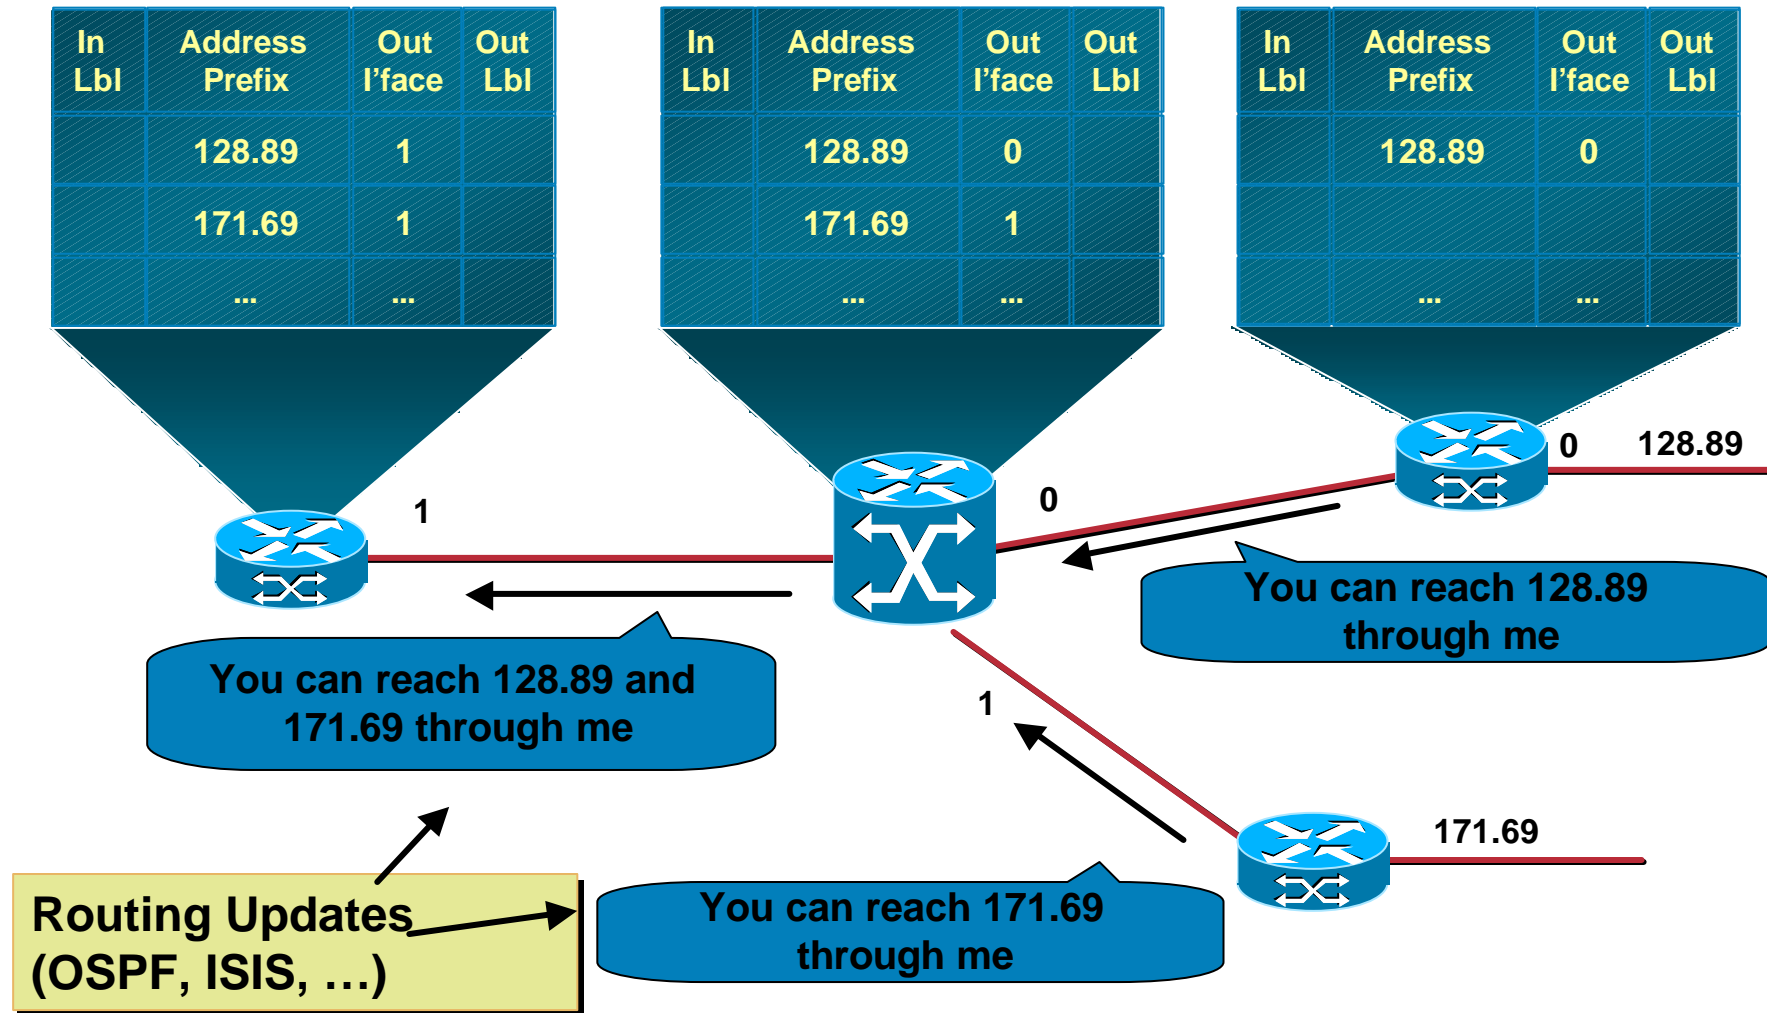 In Lbl Address Prefix Out I'face Out Lbl
128.89 1
171.69 1
... ...
In Lbl Address Prefix Out I'face Out Lbl
128.89 0
171.69 1
... ...
In Lbl Address Prefix Out I'face Out Lbl
128.89 0
... ...
0 128.89
1
0
You can reach 128.89
through me
You can reach 128.89 and
171.69 through me
1
171.69
You can reach 171.69
through me
Routing Updates
(OSPF, ISIS, …)